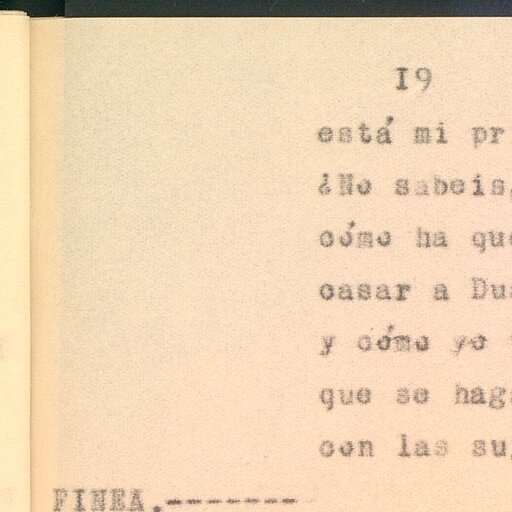 19
está mi pr
¿No sabeis,
cómo ha que
casar a Du
y cómo yo
que se hag
con las su
FINEA.-------